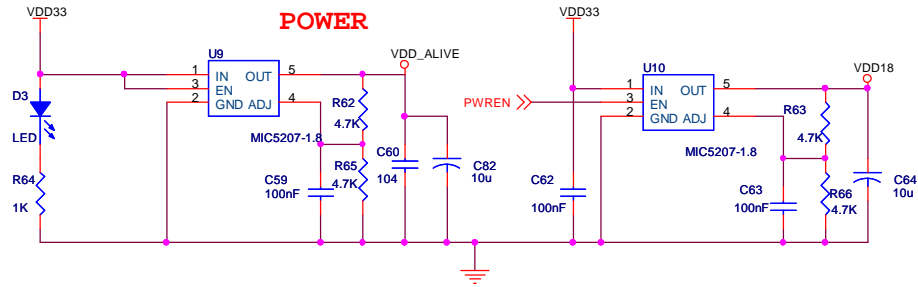 POWER
VDD33
VDD33
U9
VDD_ALIVE
U10
VDD18
1 IN OUT 5
3 EN
2 GND ADJ 4
1 IN OUT 5
3 EN
2 GND ADJ 4
PWREN
D3
LED
R62
4.7K
MIC5207-1.8
R63
4.7K
MIC5207-1.8
R64
1K
C59
100nF
R65
4.7K
C60
104
C82
10u
C62
100nF
C63
100nF
R66
4.7K
C64
10u